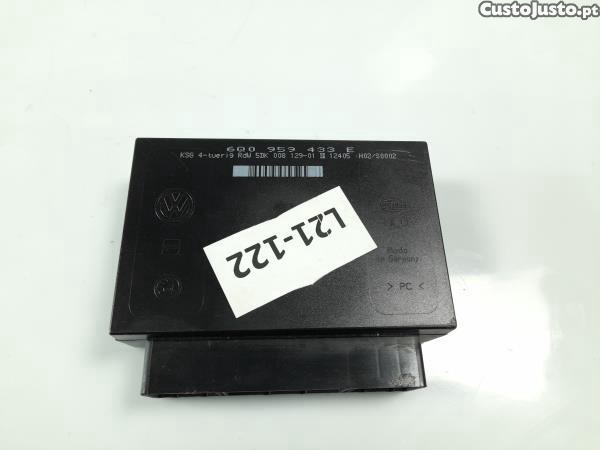 CustoJusto.pt
6Q0 959 433 E
KSG 4-tuerig RdW 5DK 008 129-01 12405 H02/S0002
L21-122
Made
in Germany
> PC <